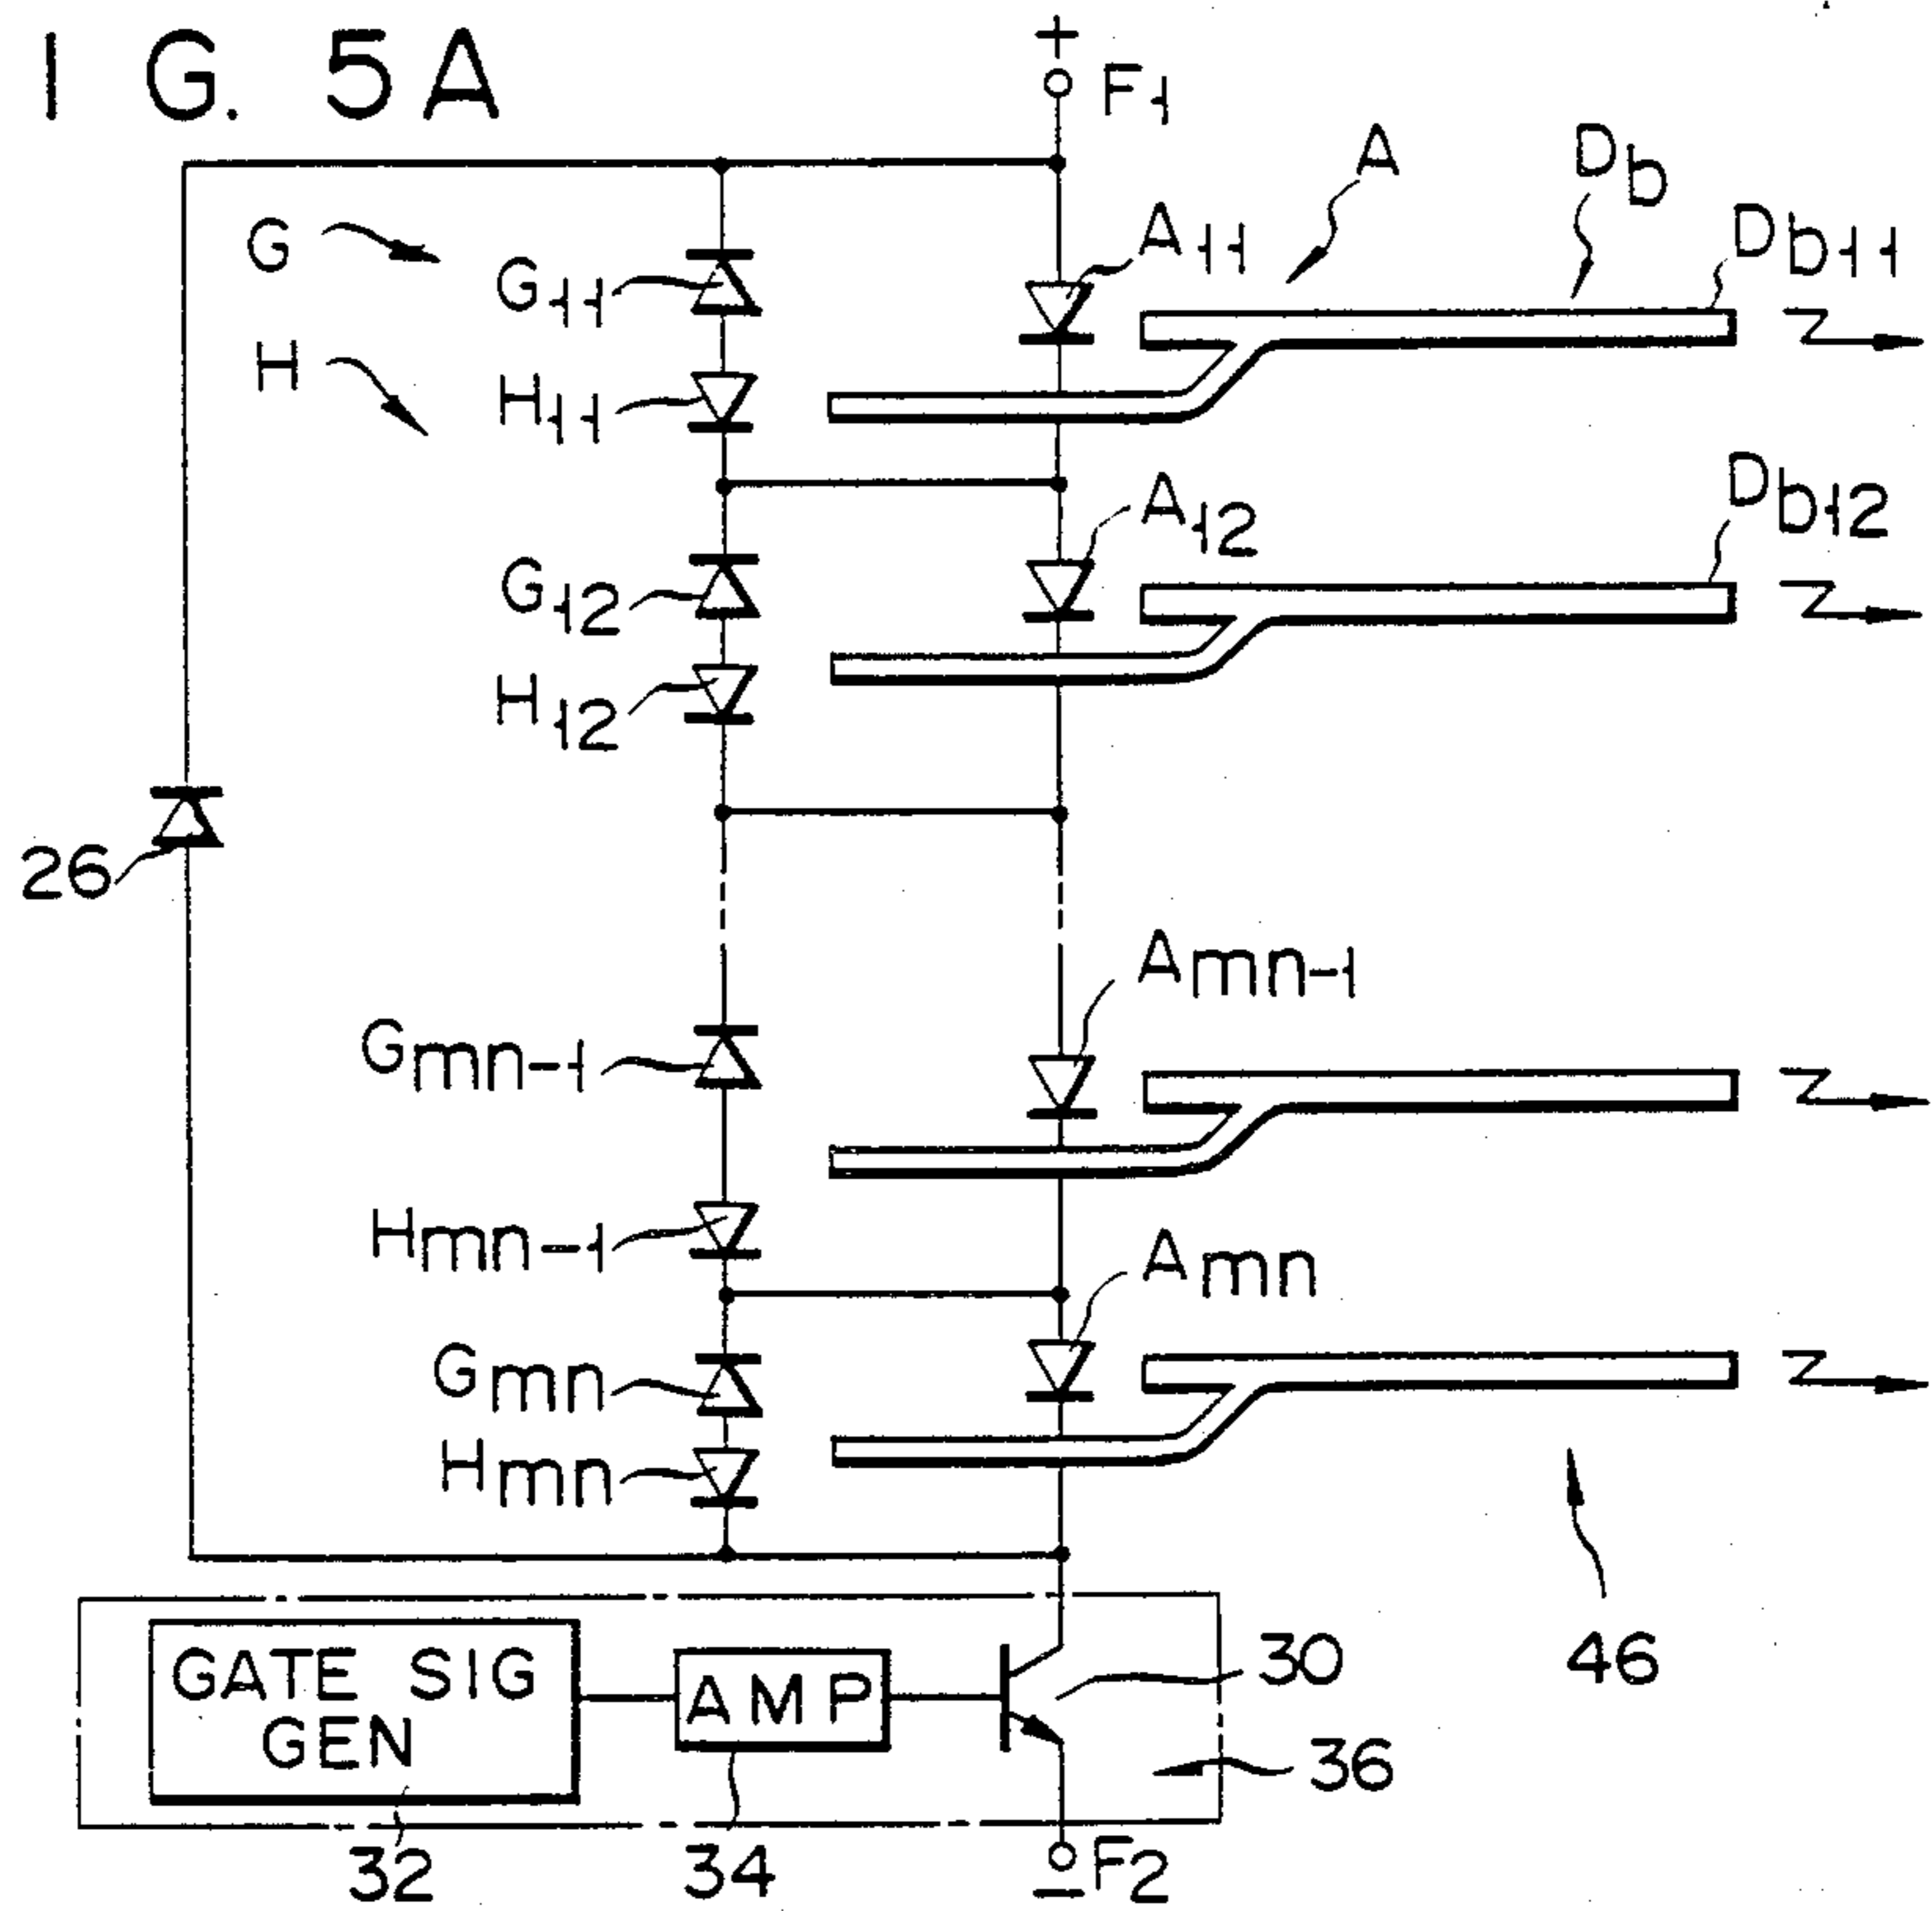 I G. 5A
+
F1
A
Db
G
A11
Db11
G11
H
H11
A12
Db12
G12
H12
26
Amn-1
Gmn-1
Hmn-1
Amn
Gmn
Hmn
GATE SIG
GEN
AMP
30
46
36
32
34
− F2